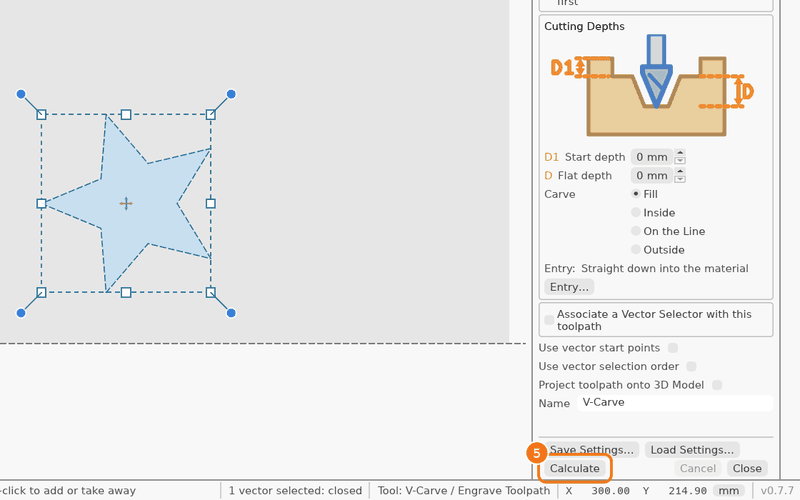 first
Cutting Depths
D1
D
D1 Start depth 0 mm
D Flat depth 0 mm
Carve Fill
Inside
On the Line
Outside
Entry: Straight down into the material
Entry...
Associate a Vector Selector with this
toolpath
Use vector start points
Use vector selection order
Project toolpath onto 3D Model
Name V-Carve
Save Settings... Load Settings...
5
Calculate Cancel Close
-click to add or take away 1 vector selected: closed Tool: V-Carve / Engrave Toolpath X 300.00 Y 214.90 mm v0.7.7